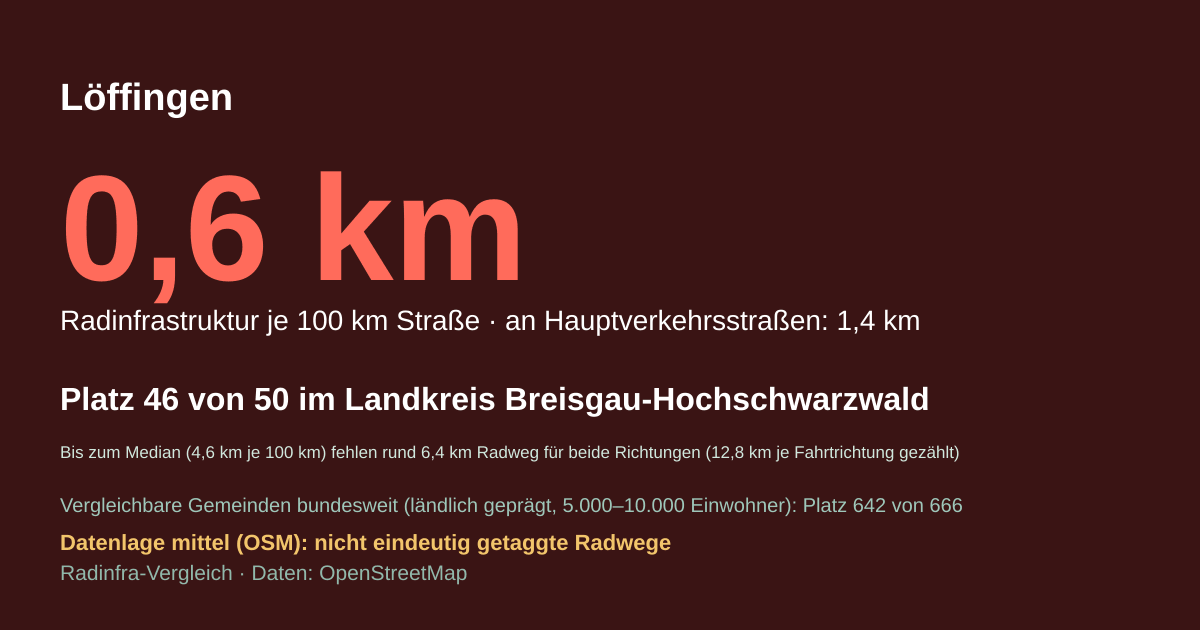 Löffingen
0,6 km
Radinfrastruktur je 100 km Straße · an Hauptverkehrsstraßen: 1,4 km
Platz 46 von 50 im Landkreis Breisgau-Hochschwarzwald
Bis zum Median (4,6 km je 100 km) fehlen rund 6,4 km Radweg für beide Richtungen (12,8 km je Fahrtrichtung gezählt)
Vergleichbare Gemeinden bundesweit (ländlich geprägt, 5.000–10.000 Einwohner): Platz 642 von 666
Datenlage mittel (OSM): nicht eindeutig getaggte Radwege
Radinfra-Vergleich · Daten: OpenStreetMap